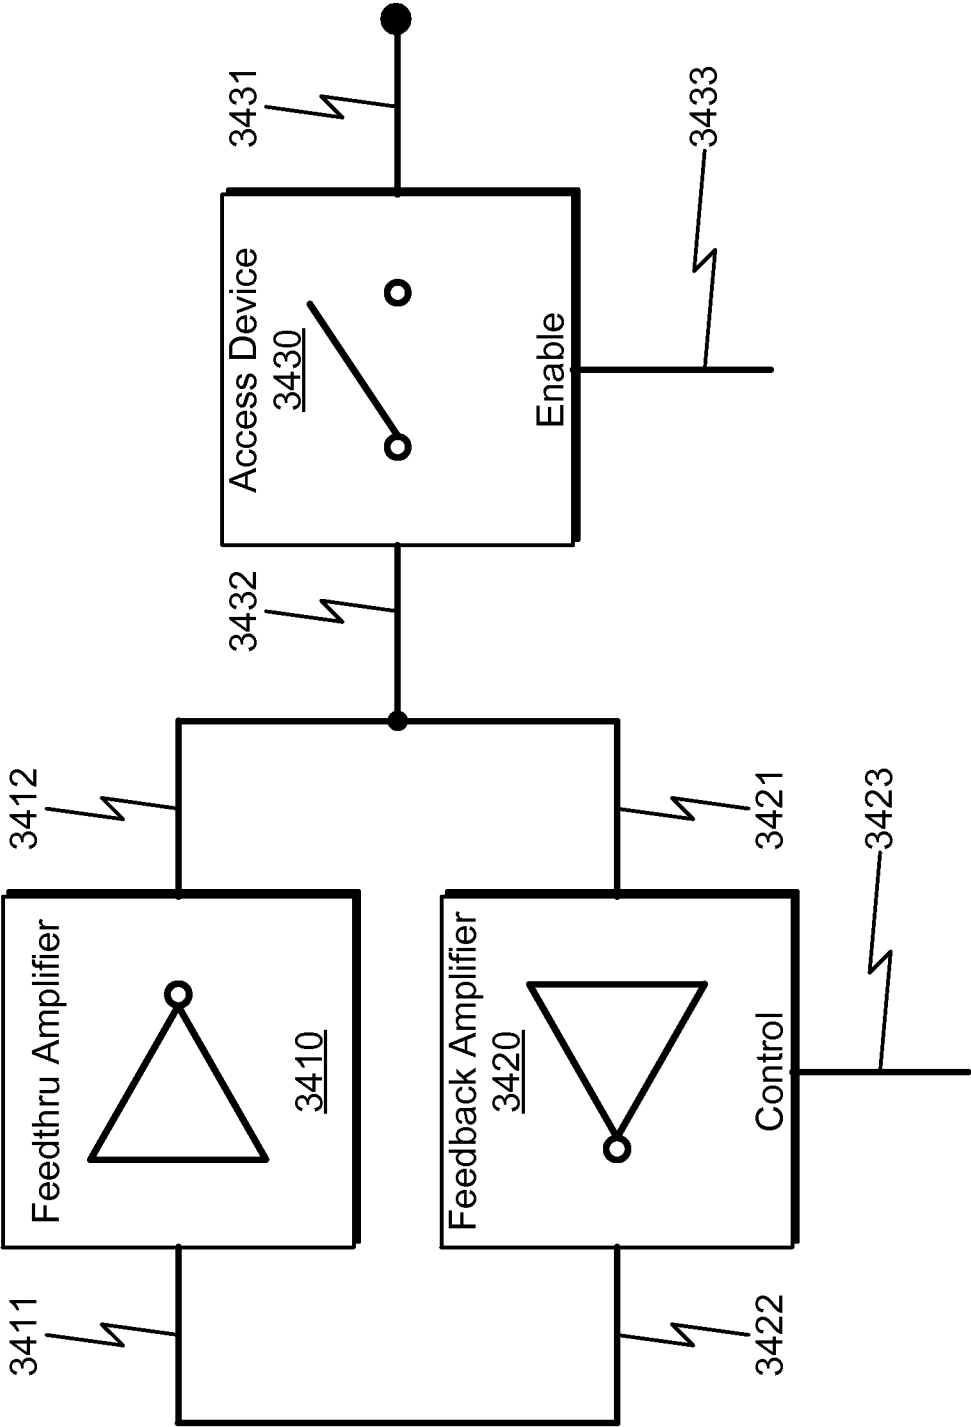 3411
Feedthru Amplifier
3410
3412
3432
Access Device
3430
Enable
3431
3433
3422
Feedback Amplifier
3420
Control
3421
3423